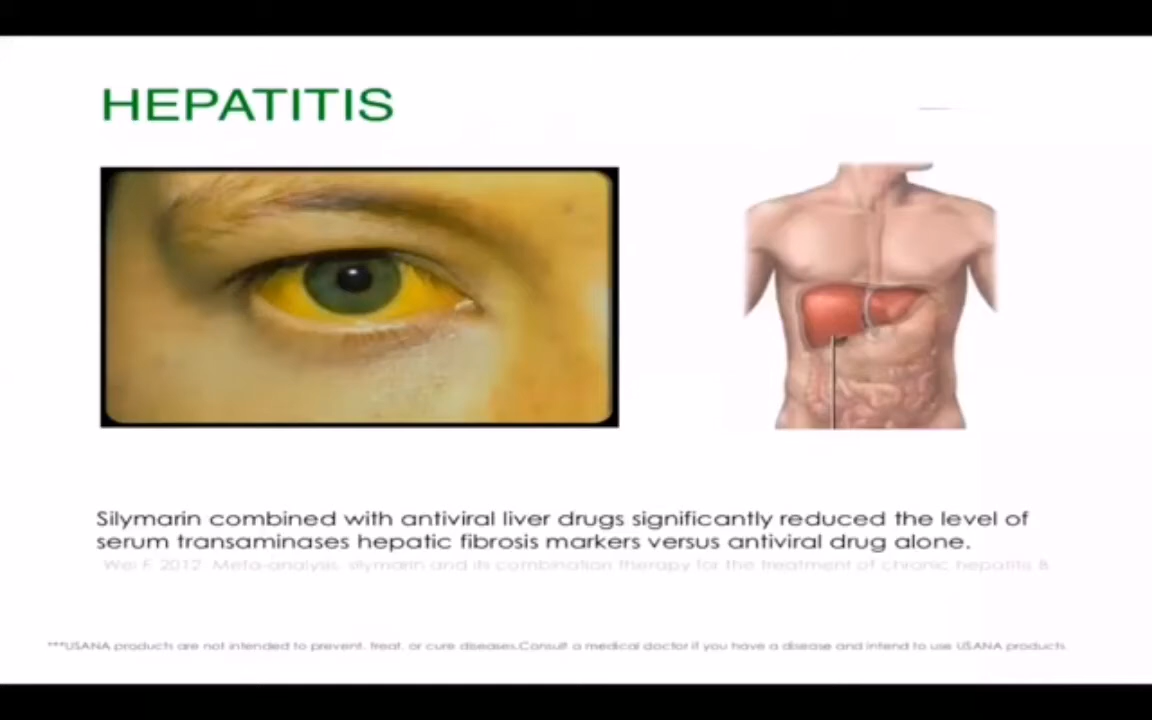 HEPATITIS
Silymarin combined with antiviral liver drugs significantly reduced the level of
serum transaminases hepatic fibrosis markers versus antiviral drug alone.
Wei F 2012. Meta-analysis: silymarin and its combination therapy for the treatment of chronic hepatitis B.
***USANA products are not intended to prevent, treat, or cure diseases.Consult a medical doctor if you have a disease and intend to use USANA products.